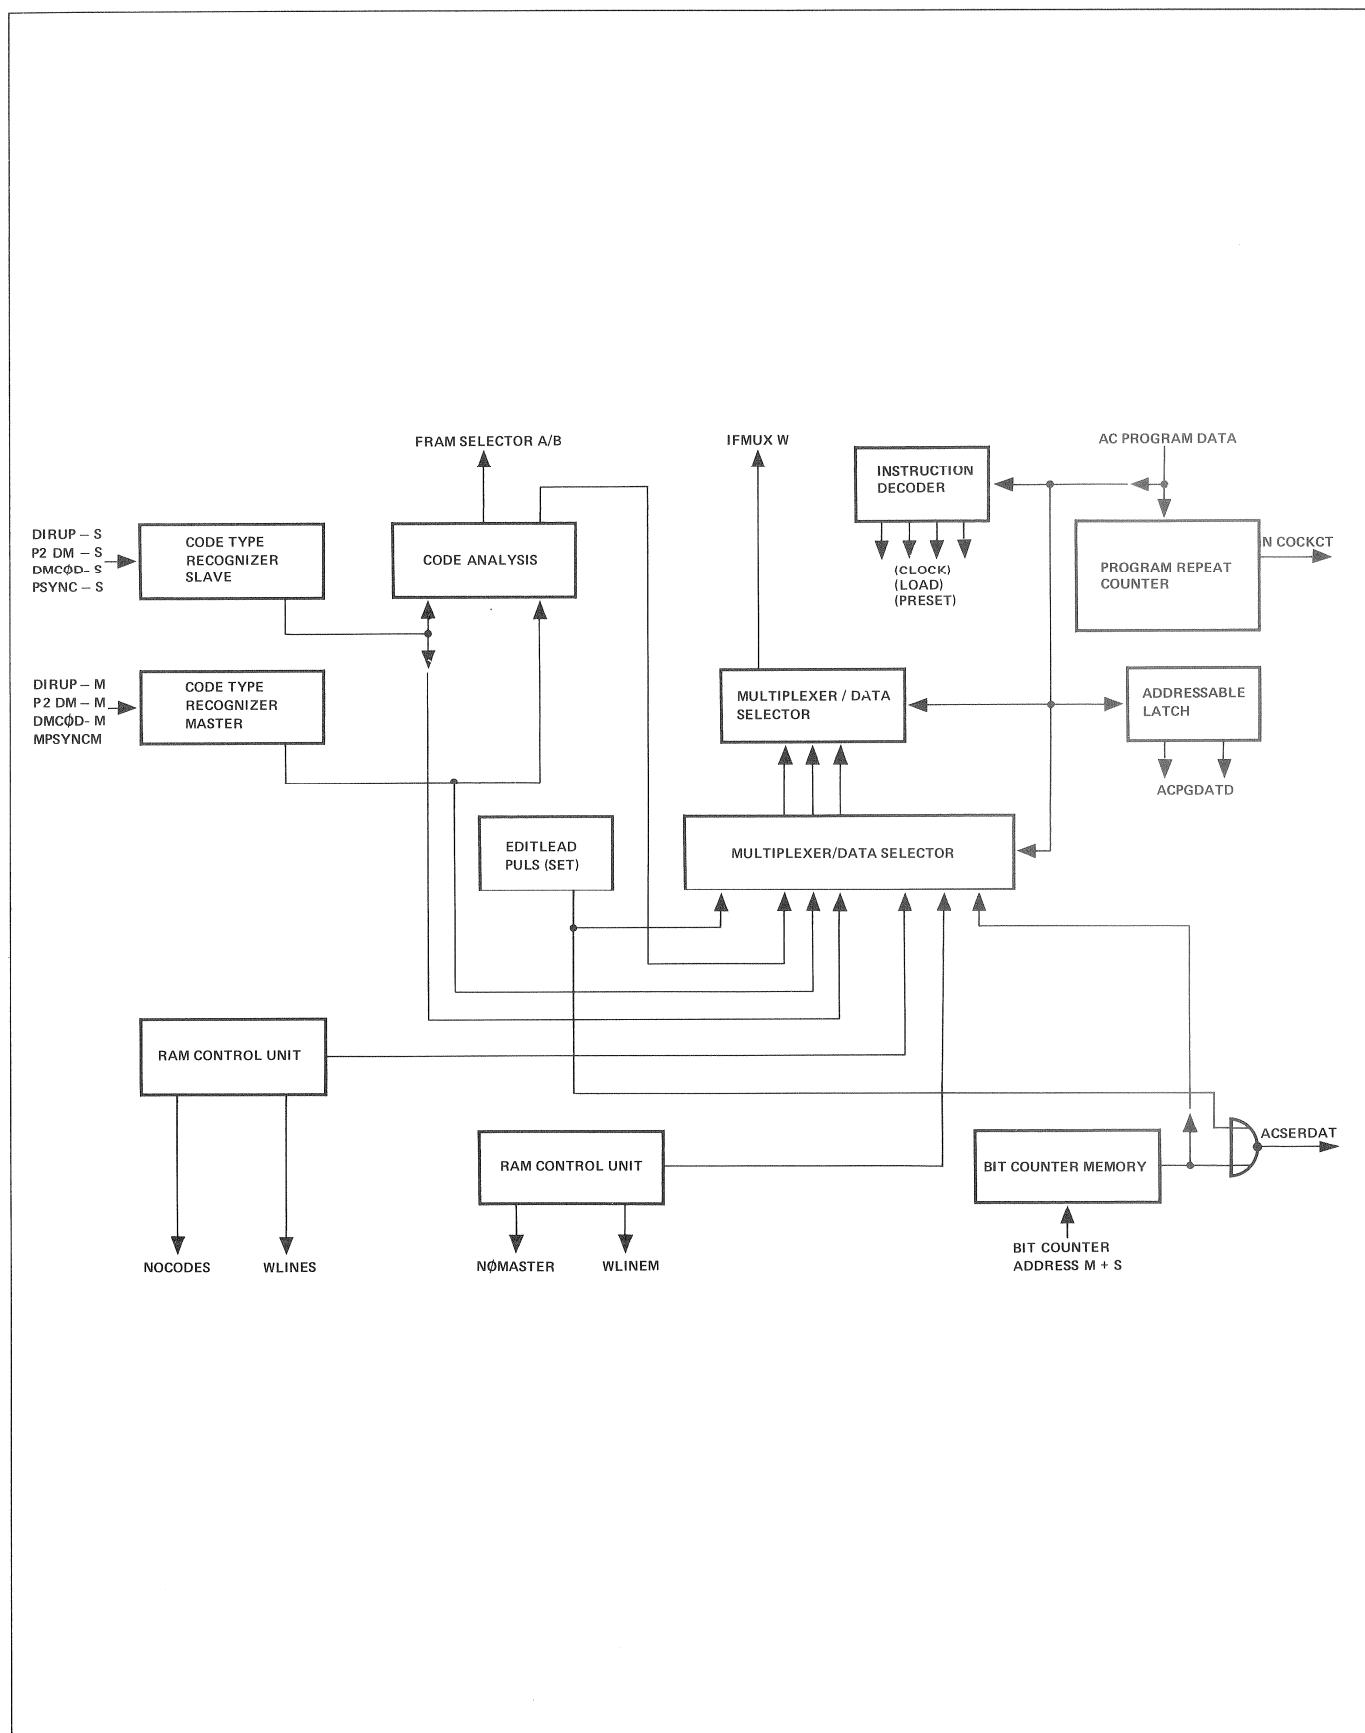 FRAM SELECTOR A/B
IFMUX W
AC PROGRAM DATA
INSTRUCTION
DECODER
DIRUP – S
P2 DM – S
DMCØD– S
PSYNC – S
CODE TYPE
RECOGNIZER
SLAVE
CODE ANALYSIS
(CLOCK)
(LOAD)
(PRESET)
PROGRAM REPEAT
COUNTER
N COCKCT
DIRUP – M
P2 DM – M
DMCØD- M
MPSYNCM
CODE TYPE
RECOGNIZER
MASTER
MULTIPLEXER / DATA
SELECTOR
ADDRESSABLE
LATCH
ACPGDATD
EDITLEAD
PULS (SET)
MULTIPLEXER/DATA SELECTOR
RAM CONTROL UNIT
RAM CONTROL UNIT
BIT COUNTER MEMORY
ACSERDAT
NOCODES
WLINES
NØMASTER
WLINEM
BIT COUNTER
ADDRESS M + S